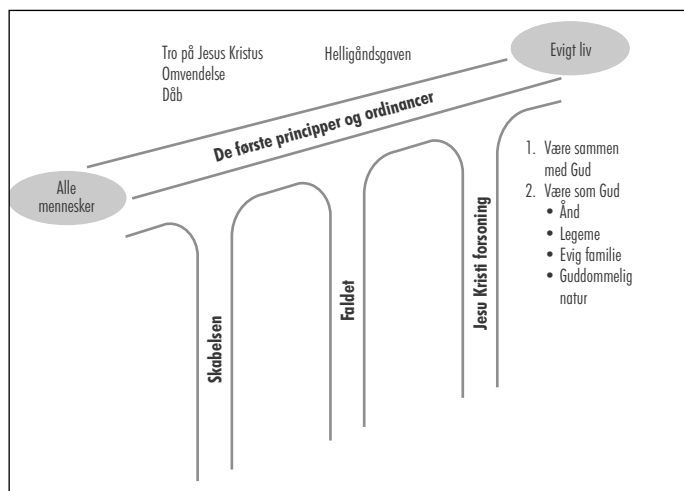 Tro på Jesus Kristus
Omvendelse
Dåb
Helligåndsgaven
Evigt liv
De første principper og ordinancer
Alle
mennesker
1. Være sammen
med Gud
2. Være som Gud
• Ånd
• Legeme
• Evig familie
• Guddommelig
natur
Skabelsen
Faldet
Jesu Kristi forsoning